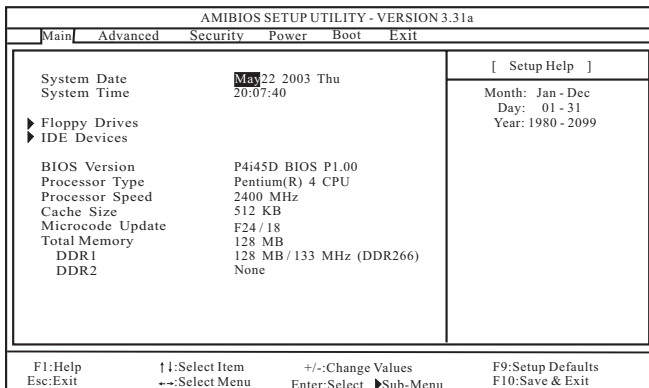 AMIBIOS SETUP UTILITY - VERSION 3.31a
Main Advanced Security Power Boot Exit
System Date May 22 2003 Thu
System Time 20:07:40
Floppy Drives
IDE Devices
BIOS Version P4i45D BIOS P1.00
Processor Type Pentium(R) 4 CPU
Processor Speed 2400 MHz
Cache Size 512 KB
Microcode Update F24 / 18
Total Memory 128 MB
DDR1 128 MB / 133 MHz (DDR266)
DDR2 None
[ Setup Help ]
Month: Jan - Dec
Day: 01 - 31
Year: 1980 - 2099
F1:Help ↑↓:Select Item +/-:Change Values F9:Setup Defaults
Esc:Exit ←→:Select Menu Enter:Select ▶Sub-Menu F10:Save & Exit